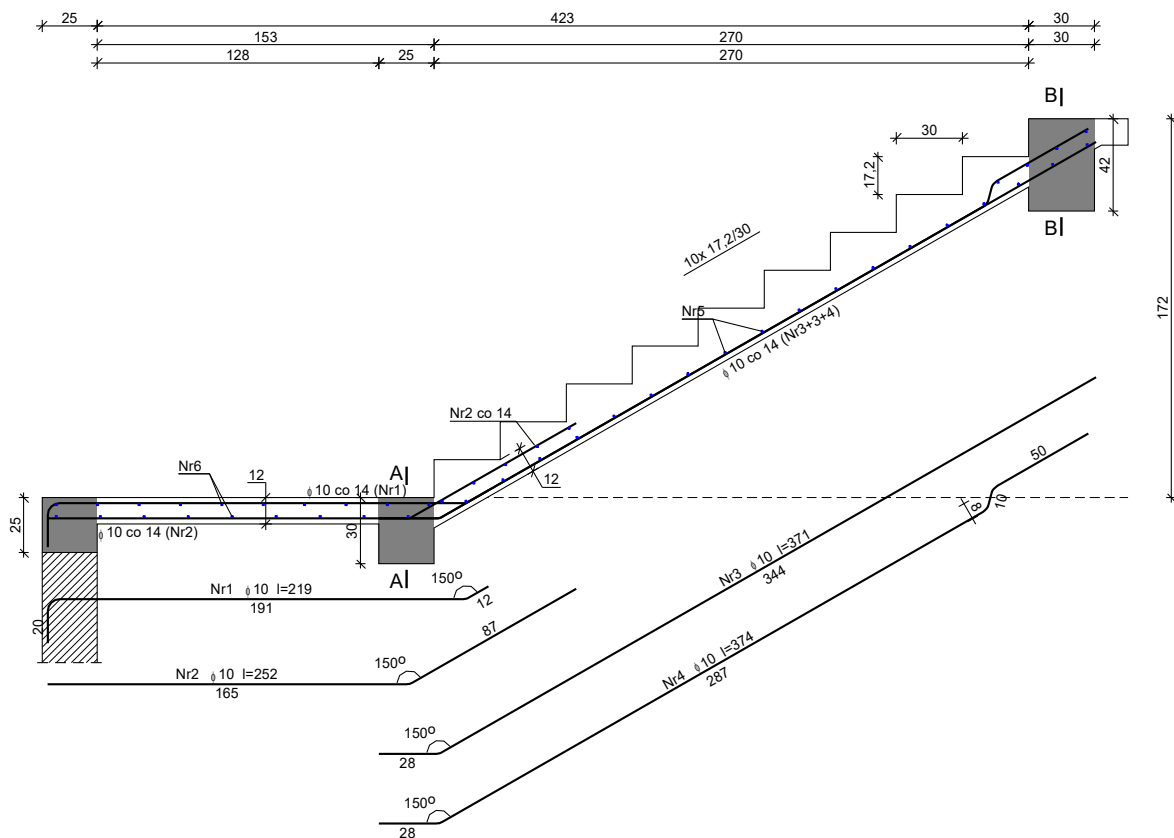 25
423
30
153
270
30
128
25
270
B
30
17,2
42
B
10x 17,2/30
172
Nr5
ϕ 10 co 14 (Nr3+3+4)
Nr2 co 14
12
Nr6
12
A
ϕ 10 co 14 (Nr1)
25
ϕ 10 co 14 (Nr2)
30
A
50
8
10
Nr1 ϕ 10 l=219
191
150°
12
20
87
Nr2 ϕ 10 l=252
165
150°
Nr3 ϕ 10 l=371
344
Nr4 ϕ 10 l=374
287
150°
28
150°
28